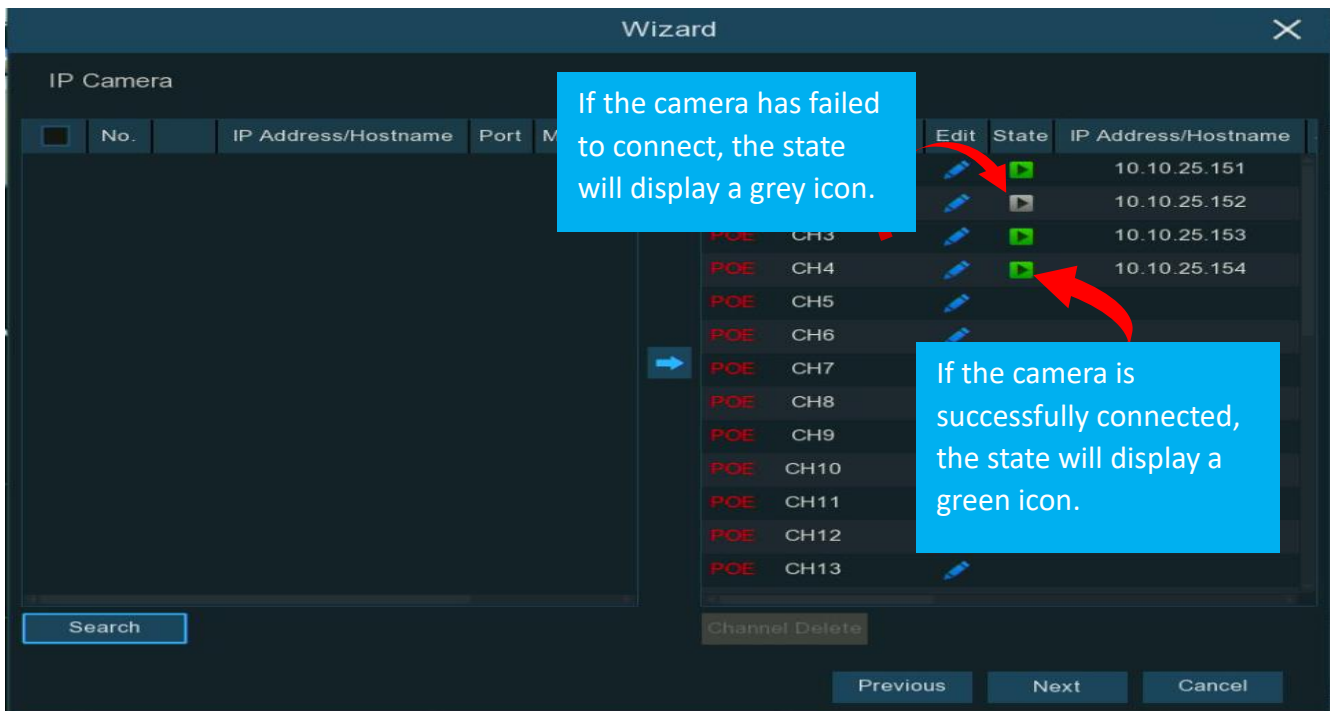 Wizard
IP Camera
No. IP Address/Hostname Port M
Edit State IP Address/Hostname
If the camera has failed
to connect, the state
will display a grey icon.
10.10.25.151
10.10.25.152
POE CH3 10.10.25.153
POE CH4 10.10.25.154
POE CH5
POE CH6
POE CH7
POE CH8
POE CH9
POE CH10
POE CH11
POE CH12
POE CH13
If the camera is
successfully connected,
the state will display a
green icon.
Search
Channel Delete
Previous Next Cancel